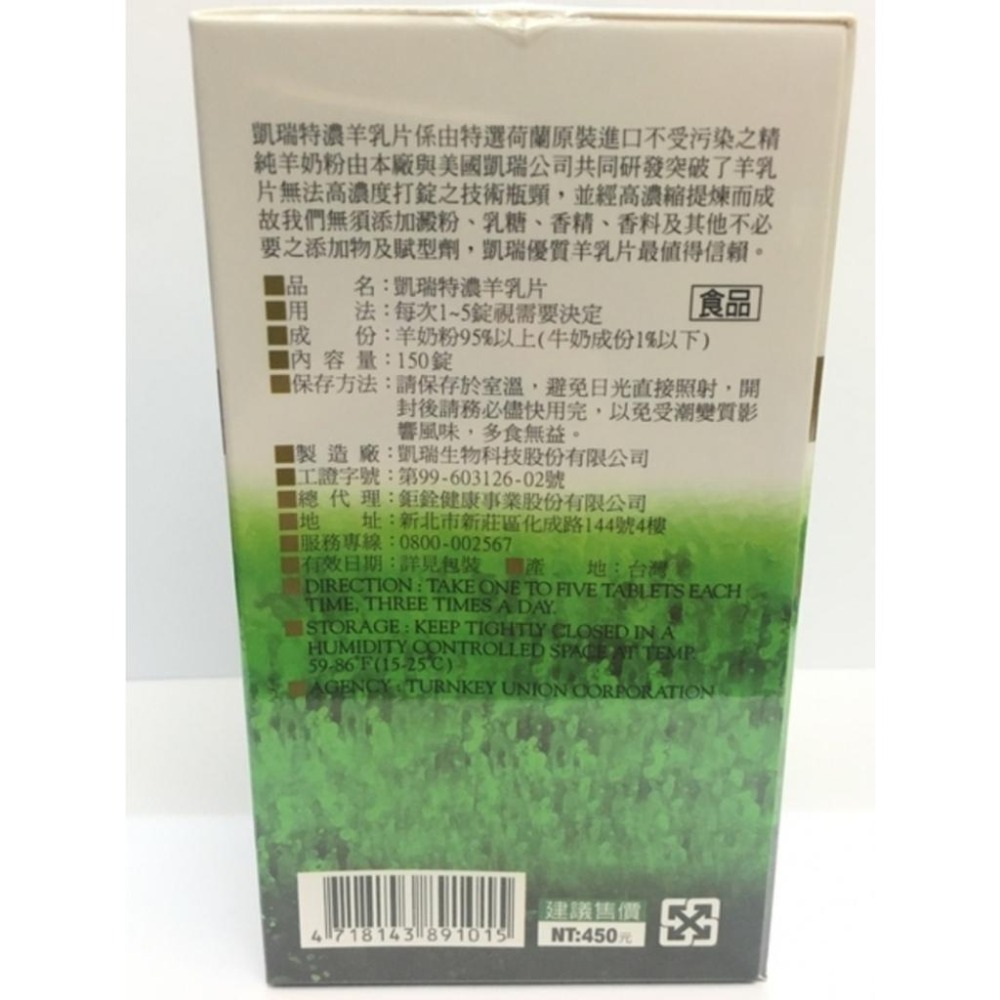 凱瑞特濃羊乳片係由特選荷蘭原裝進口不受污染之精
純羊奶粉由本廠與美國凱瑞公司共同研發突破了羊乳
片無法高濃度打錠之技術瓶頸，並經高濃縮提煉而成
故我們無須添加澱粉、乳糖、香精、香料及其他不必
要之添加物及賦型劑，凱瑞優質羊乳片最值得信賴。
品 名：凱瑞特濃羊乳片
食品
用 法：每次1~5錠視需要決定
成 份：羊奶粉95%以上(牛奶成份1%以下)
內容量：150錠
保存方法：請保存於室溫，避免日光直接照射，開
封後請務必儘快用完，以免受潮變質影
響風味，多食無益。
製造廠：凱瑞生物科技股份有限公司
工證字號：第99-603126-02號
總代理：鉅銓健康事業股份有限公司
地 址：新北市新莊區化成路144號4樓
服務專線：0800-002567
有效日期：詳見包裝 產 地：台灣
DIRECTION : TAKE ONE TO FIVE TABLETS EACH
TIME, THREE TIMES A DAY.
STORAGE : KEEP TIGHTLY CLOSED IN A
HUMIDITY CONTROLLED SPACE AT TEMP.
59-86°F(15-25°C)
AGENCY : TURNKEY UNION CORPORATION
4 718143 891015
建議售價
NT:450元